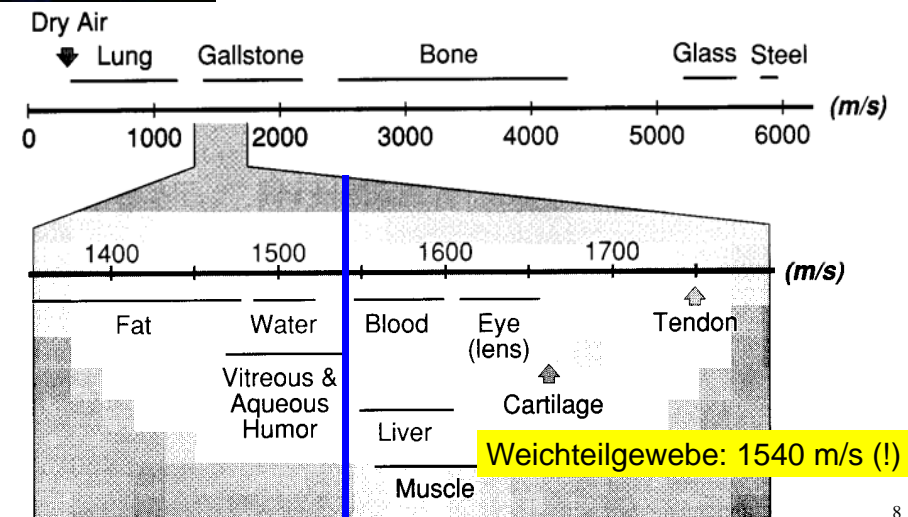 Dry Air
Lung Gallstone Bone Glass Steel
(m/s)
0 1000 2000 3000 4000 5000 6000
1400 1500 1600 1700
(m/s)
Fat Water Blood Eye (lens) Tendon
Vitreous &
Aqueous
Humor
Cartilage
Liver
Weichteilgewebe: 1540 m/s (!)
Muscle
8